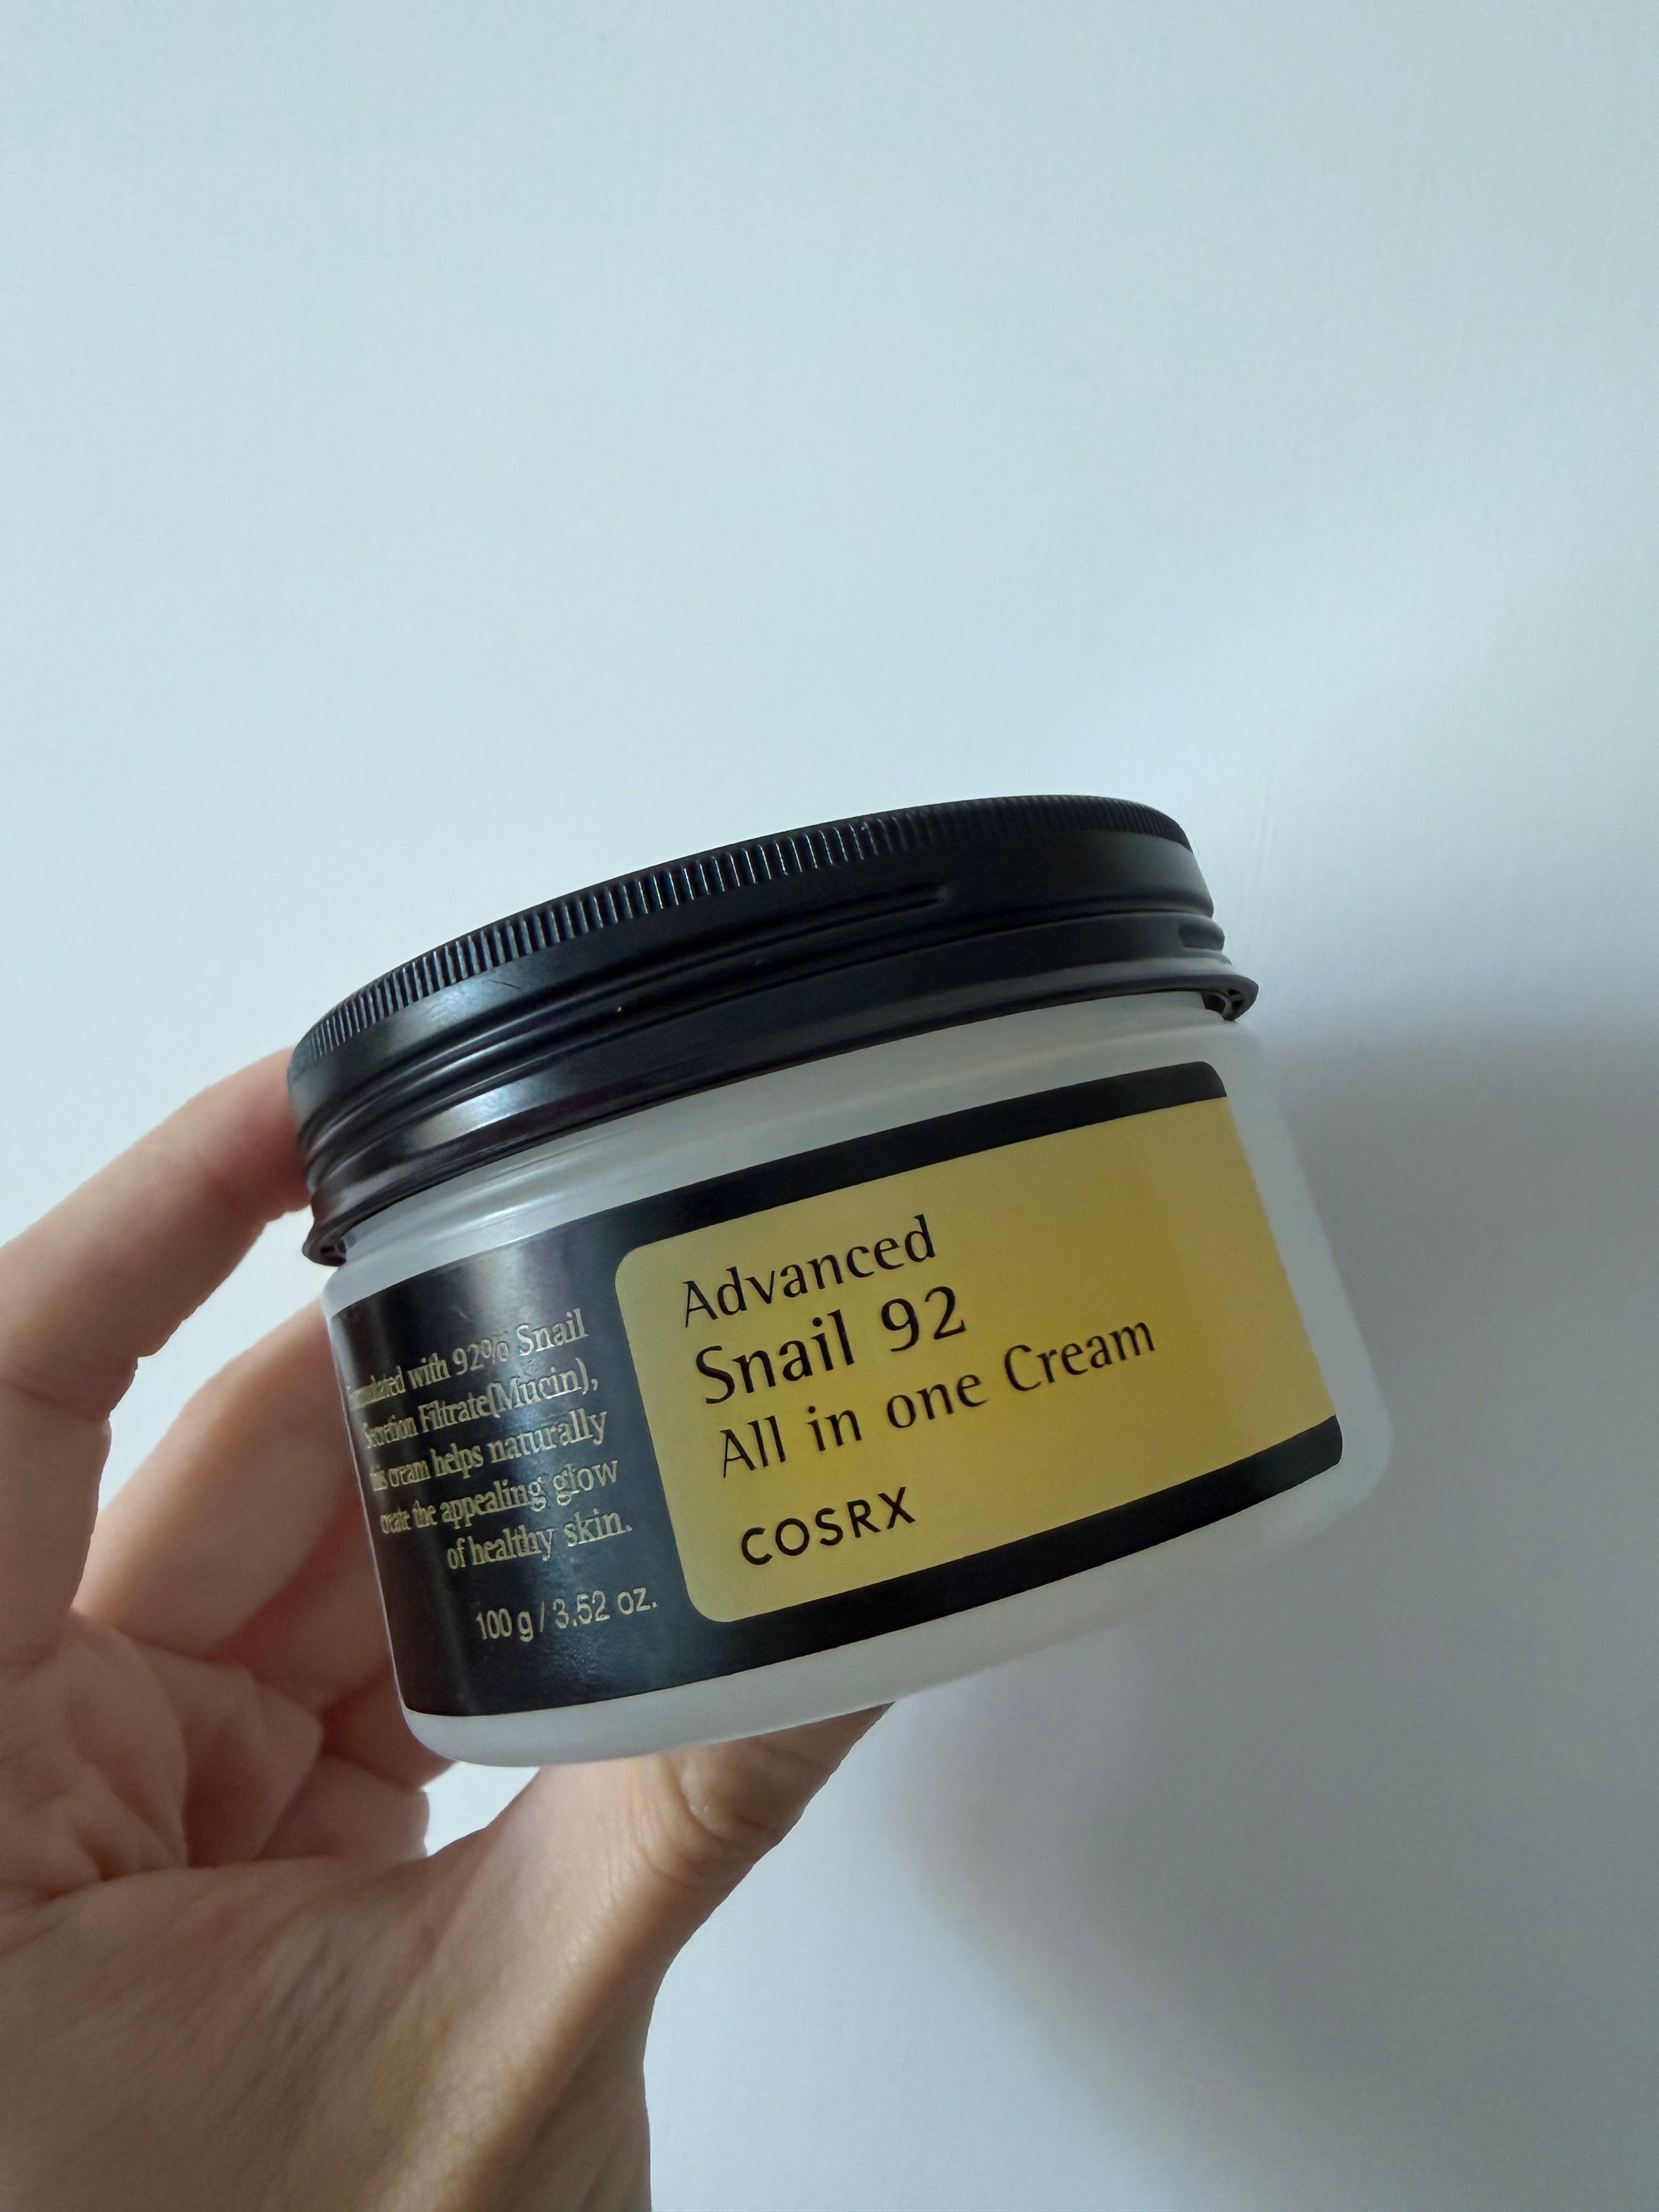 Advanced
Snail 92
All in one Cream
COSRX
Formulated with 92% Snail
Secretion Filtrate(Mucin),
this cream helps naturally
create the appealing glow
of healthy skin.
100 g / 3.52 oz.